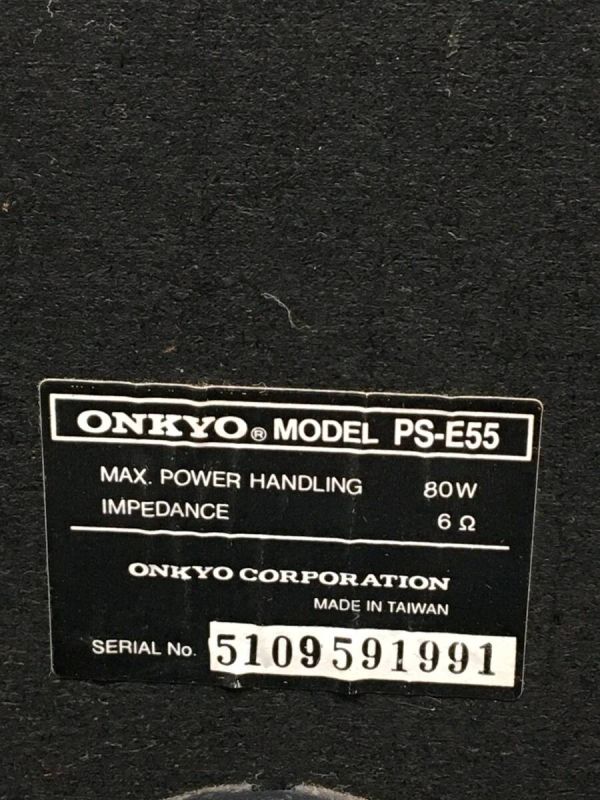 ONKYO® MODEL PS-E55
MAX. POWER HANDLING 80W
IMPEDANCE 6 Ω
ONKYO CORPORATION
MADE IN TAIWAN
SERIAL No. 5109591991